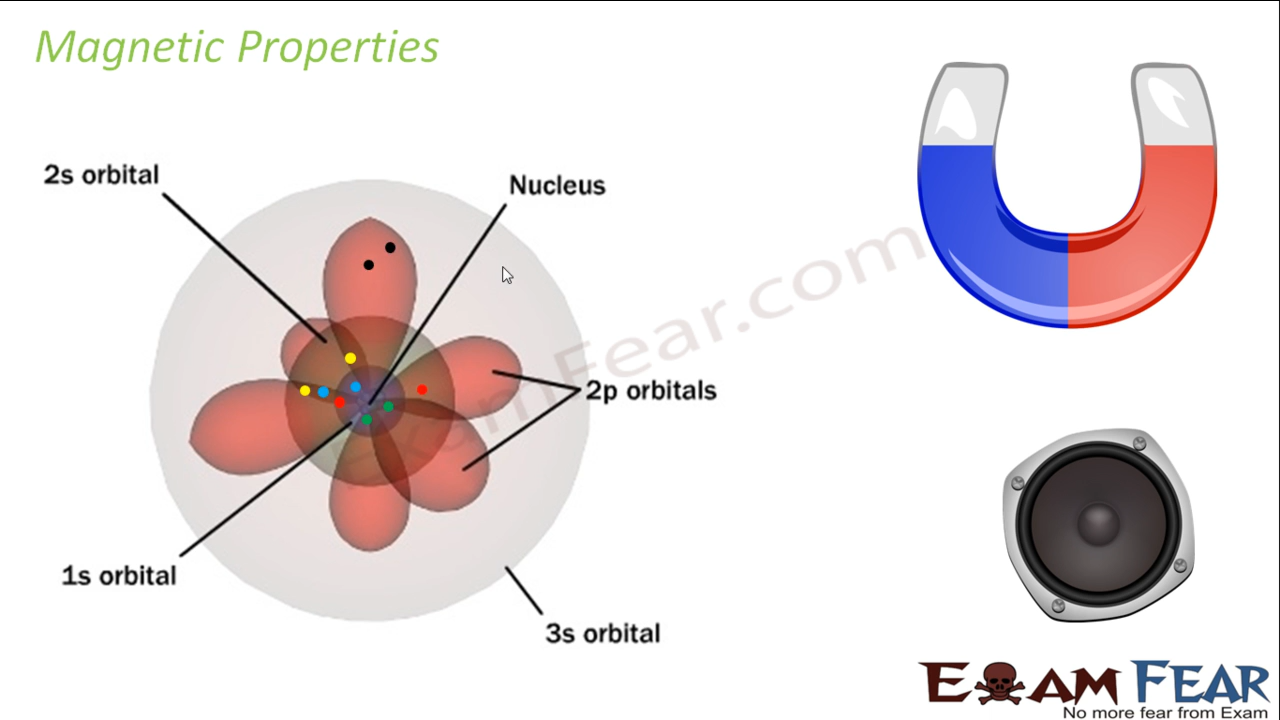 Magnetic Properties
2s orbital
Nucleus
2p orbitals
1s orbital
3s orbital
ExamFear.com
EXAM FEAR
No more fear from Exam